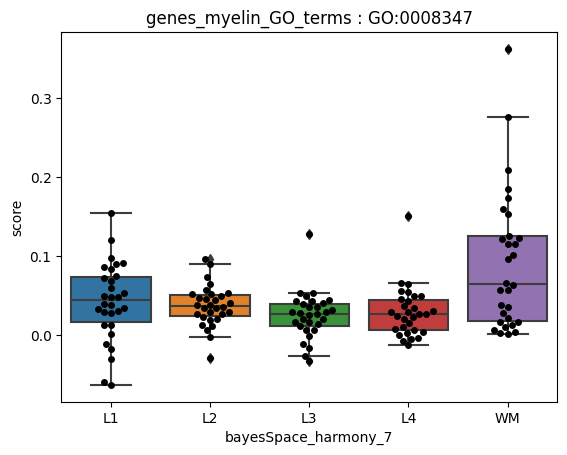 genes_myelin_GO_terms : GO:0008347
0.3
0.2
0.1
0.0
score
L1 L2 L3 L4 WM
bayesSpace_harmony_7